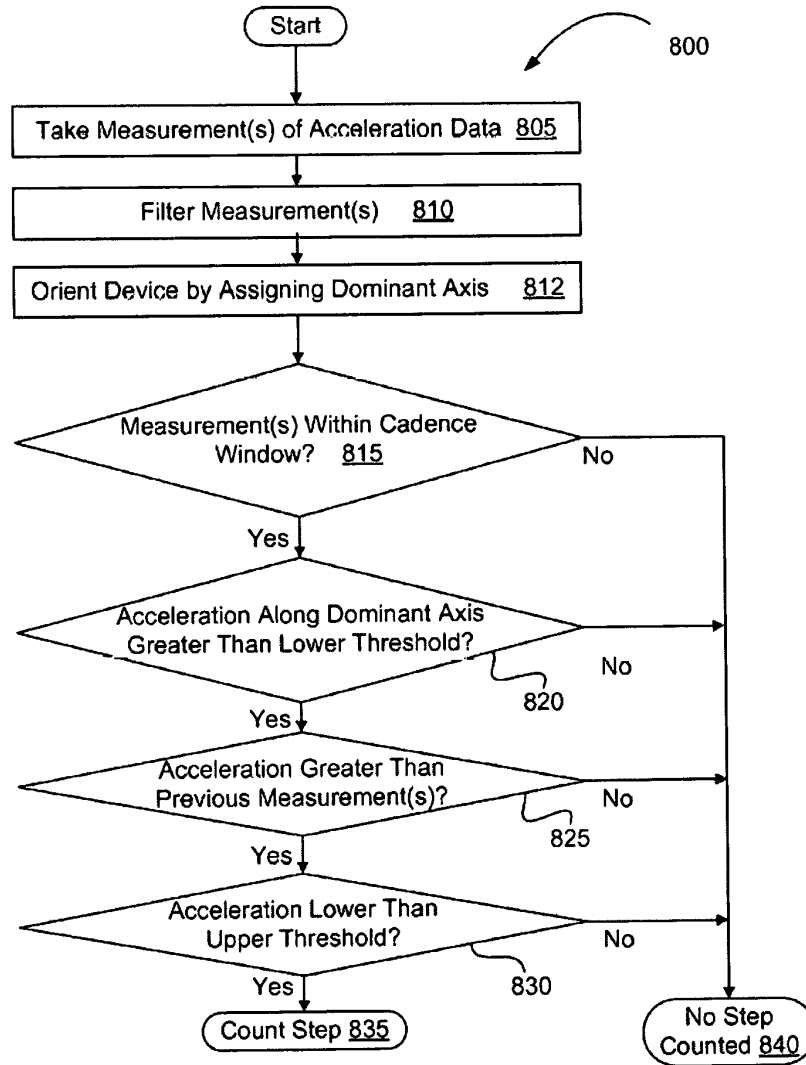 Start
800
Take Measurement(s) of Acceleration Data 805
Filter Measurement(s) 810
Orient Device by Assigning Dominant Axis 812
Measurement(s) Within Cadence
Window? 815
No
Yes
Acceleration Along Dominant Axis
Greater Than Lower Threshold?
No
820
Yes
Acceleration Greater Than
Previous Measurement(s)?
No
825
Yes
Acceleration Lower Than
Upper Threshold?
No
830
Yes
Count Step 835
No Step
Counted 840